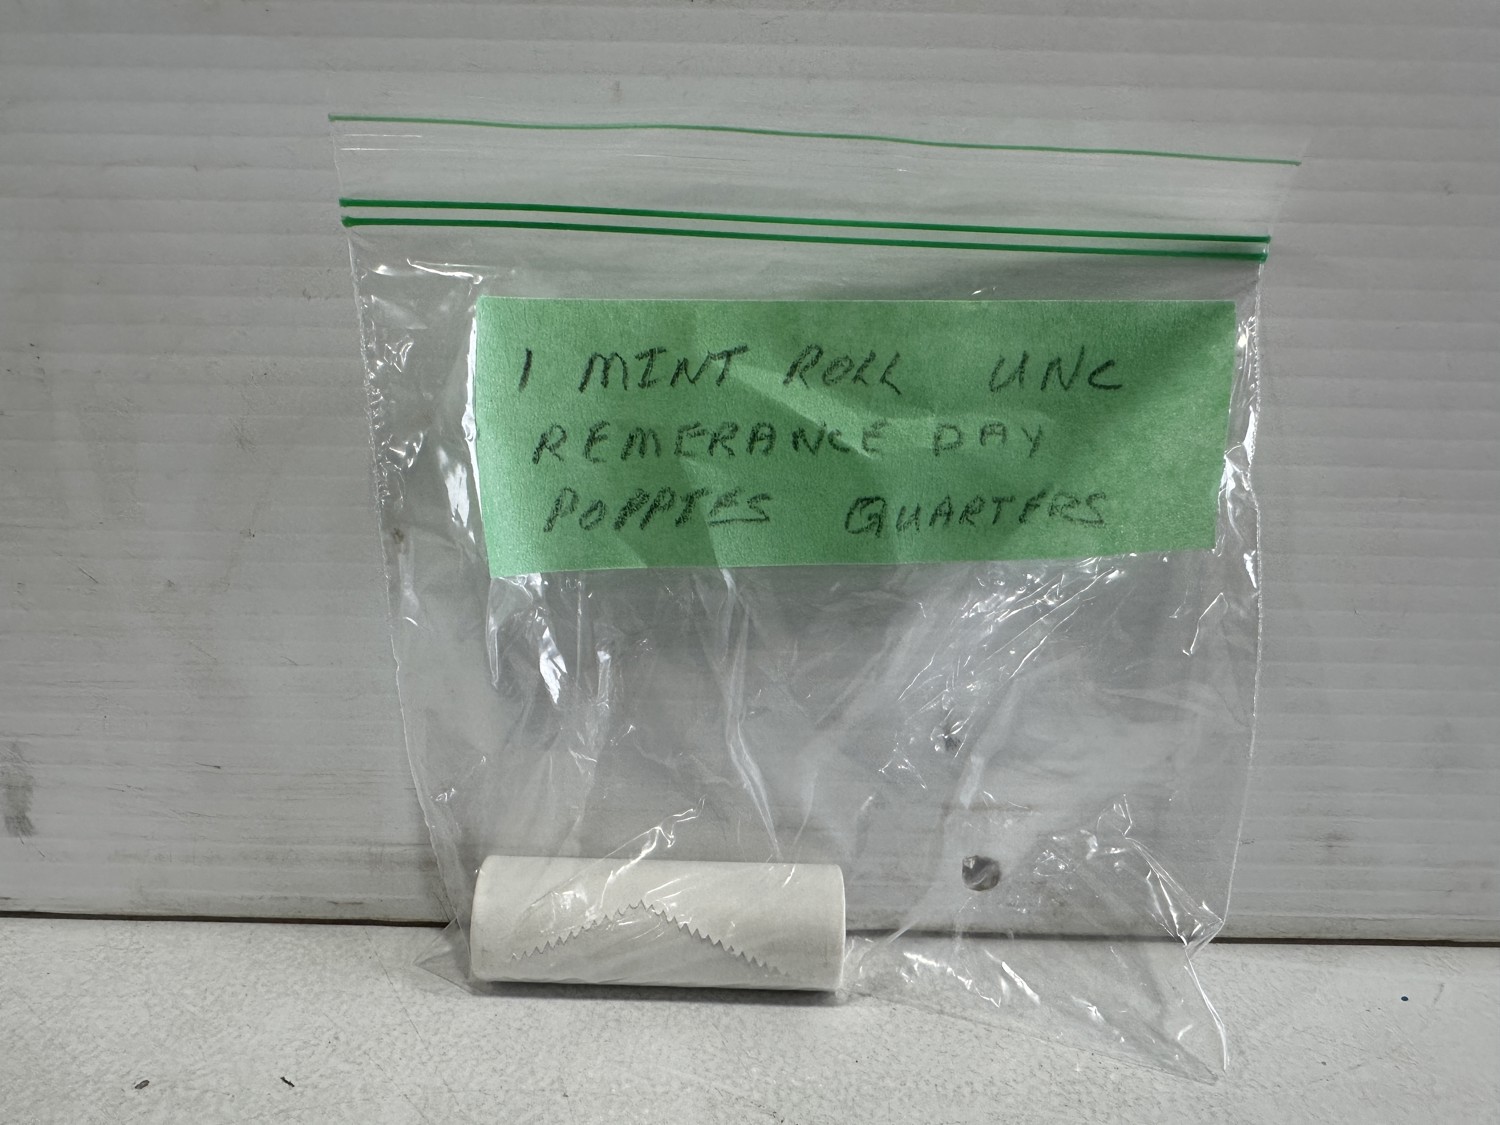 1 MINT ROLL UNC
REMERANCE DAY
POPPIES QUARTERS